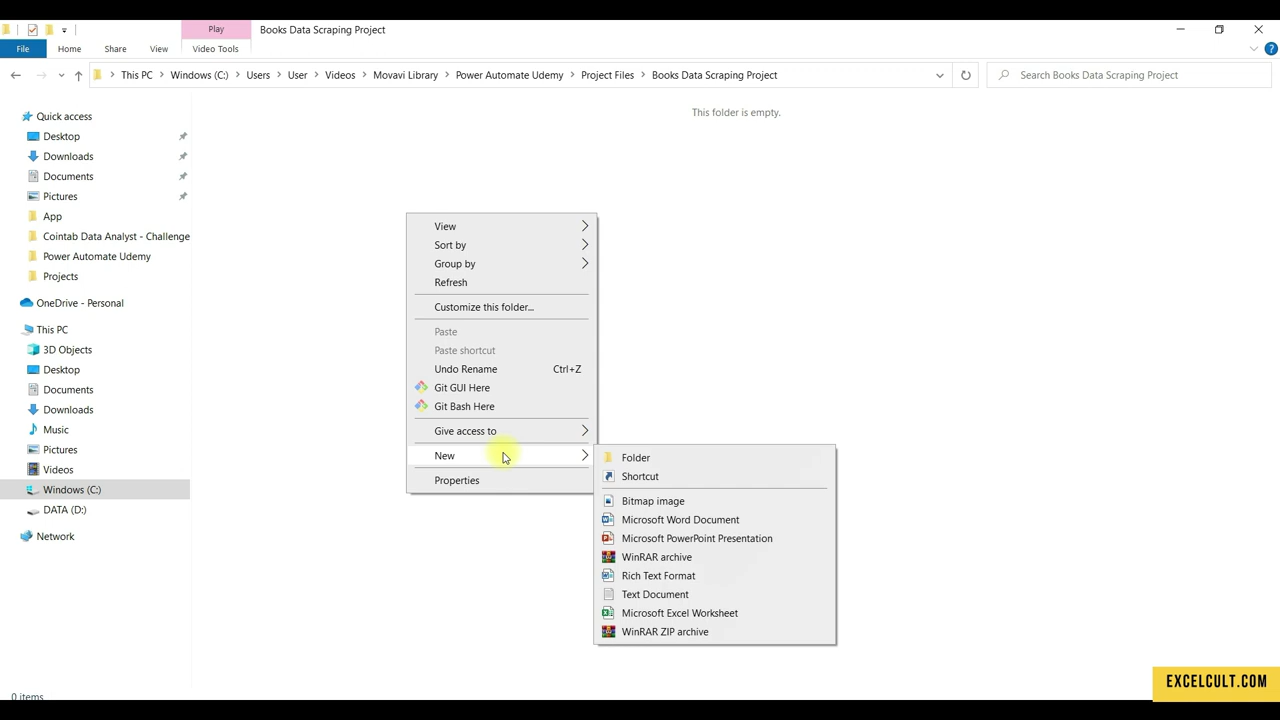 Play
Books Data Scraping Project
File
Home
Share
View
Video Tools
?
This PC
Windows (C:)
Users
User
Videos
Movavi Library
Power Automate Udemy
Project Files
Books Data Scraping Project
Search Books Data Scraping Project
This folder is empty.
Quick access
Desktop
Downloads
Documents
Pictures
App
Cointab Data Analyst - Challenge
Power Automate Udemy
Projects
OneDrive - Personal
This PC
3D Objects
Desktop
Documents
Downloads
Music
Pictures
Videos
Windows (C:)
DATA (D:)
Network
View
Sort by
Group by
Refresh
Customize this folder...
Paste
Paste shortcut
Undo Rename Ctrl+Z
Git GUI Here
Git Bash Here
Give access to
New
Properties
Folder
Shortcut
Bitmap image
Microsoft Word Document
Microsoft PowerPoint Presentation
WinRAR archive
Rich Text Format
Text Document
Microsoft Excel Worksheet
WinRAR ZIP archive
0 items
EXCELCULT.COM